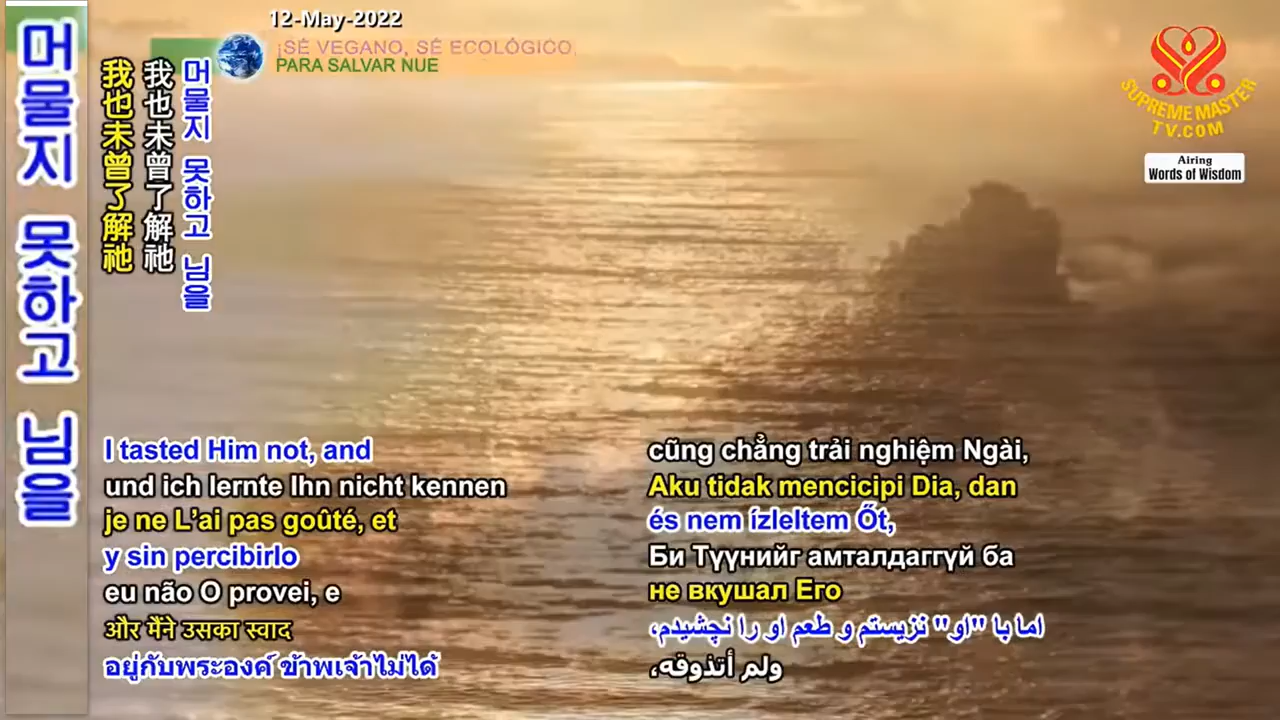 12-May-2022
¡SÉ VEGANO, SÉ ECOLÓGICO,
PARA SALVAR NUE
SUPREME MASTER
TV.COM
Airing
Words of Wisdom
머물지 못하고 님을
我也未曾了解祂
我也未曾了解祂
머물지 못하고 님을
I tasted Him not, and
und ich lernte Ihn nicht kennen
je ne L’ai pas goûté, et
y sin percibirlo
eu não O provei, e
और मैंने उसका स्वाद
อยู่กับพระองค์ ข้าพเจ้าไม่ได้
cũng chẳng trải nghiệm Ngài,
Aku tidak mencicipi Dia, dan
és nem ízleltem Őt,
Би Түүнийг амталдаггүй ба
не вкушал Его
اما با "او" نزیستم و طعم او را نچشیدم،
ولم أتذوقه،